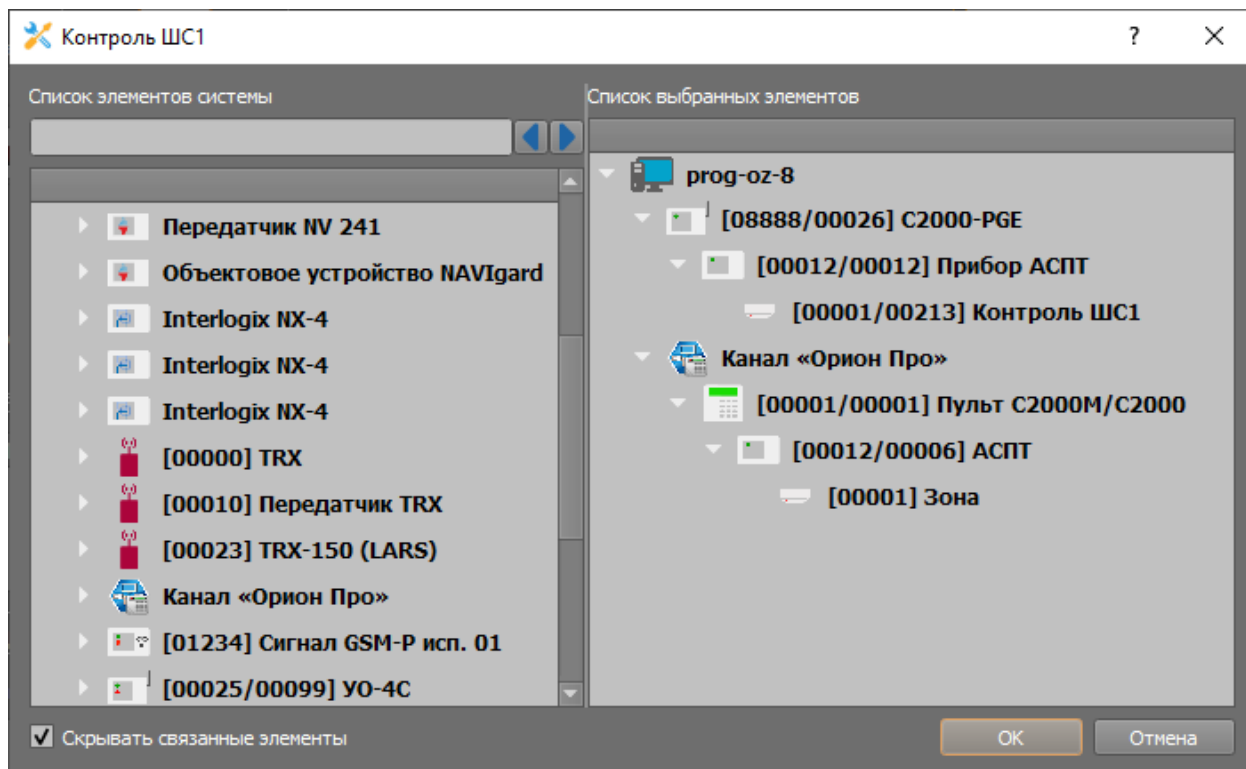 Контроль ШС1
?
Список элементов системы
Передатчик NV 241
Объектовое устройство NAVIgard
Interlogix NX-4
Interlogix NX-4
Interlogix NX-4
[00000] TRX
[00010] Передатчик TRX
[00023] TRX-150 (LARS)
Канал «Орион Про»
[01234] Сигнал GSM-P исп. 01
[00025/00099] УО-4С
Скрывать связанные элементы
Список выбранных элементов
prog-oz-8
[08888/00026] C2000-PGE
[00012/00012] Прибор АСПТ
[00001/00213] Контроль ШС1
Канал «Орион Про»
[00001/00001] Пульт С2000М/С2000
[00012/00006] АСПТ
[00001] Зона
OK
Отмена